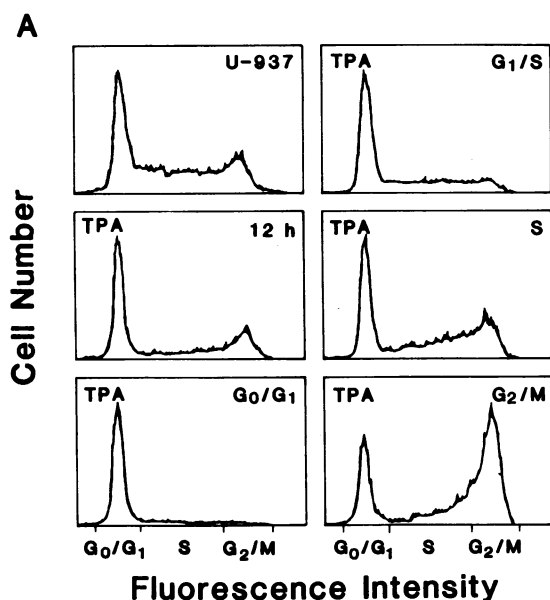 A
U-937
TPA G₁/S
TPA 12 h
TPA S
TPA G₀/G₁
TPA G₂/M
Cell Number
G₀/G₁ S G₂/M
G₀/G₁ S G₂/M
Fluorescence Intensity